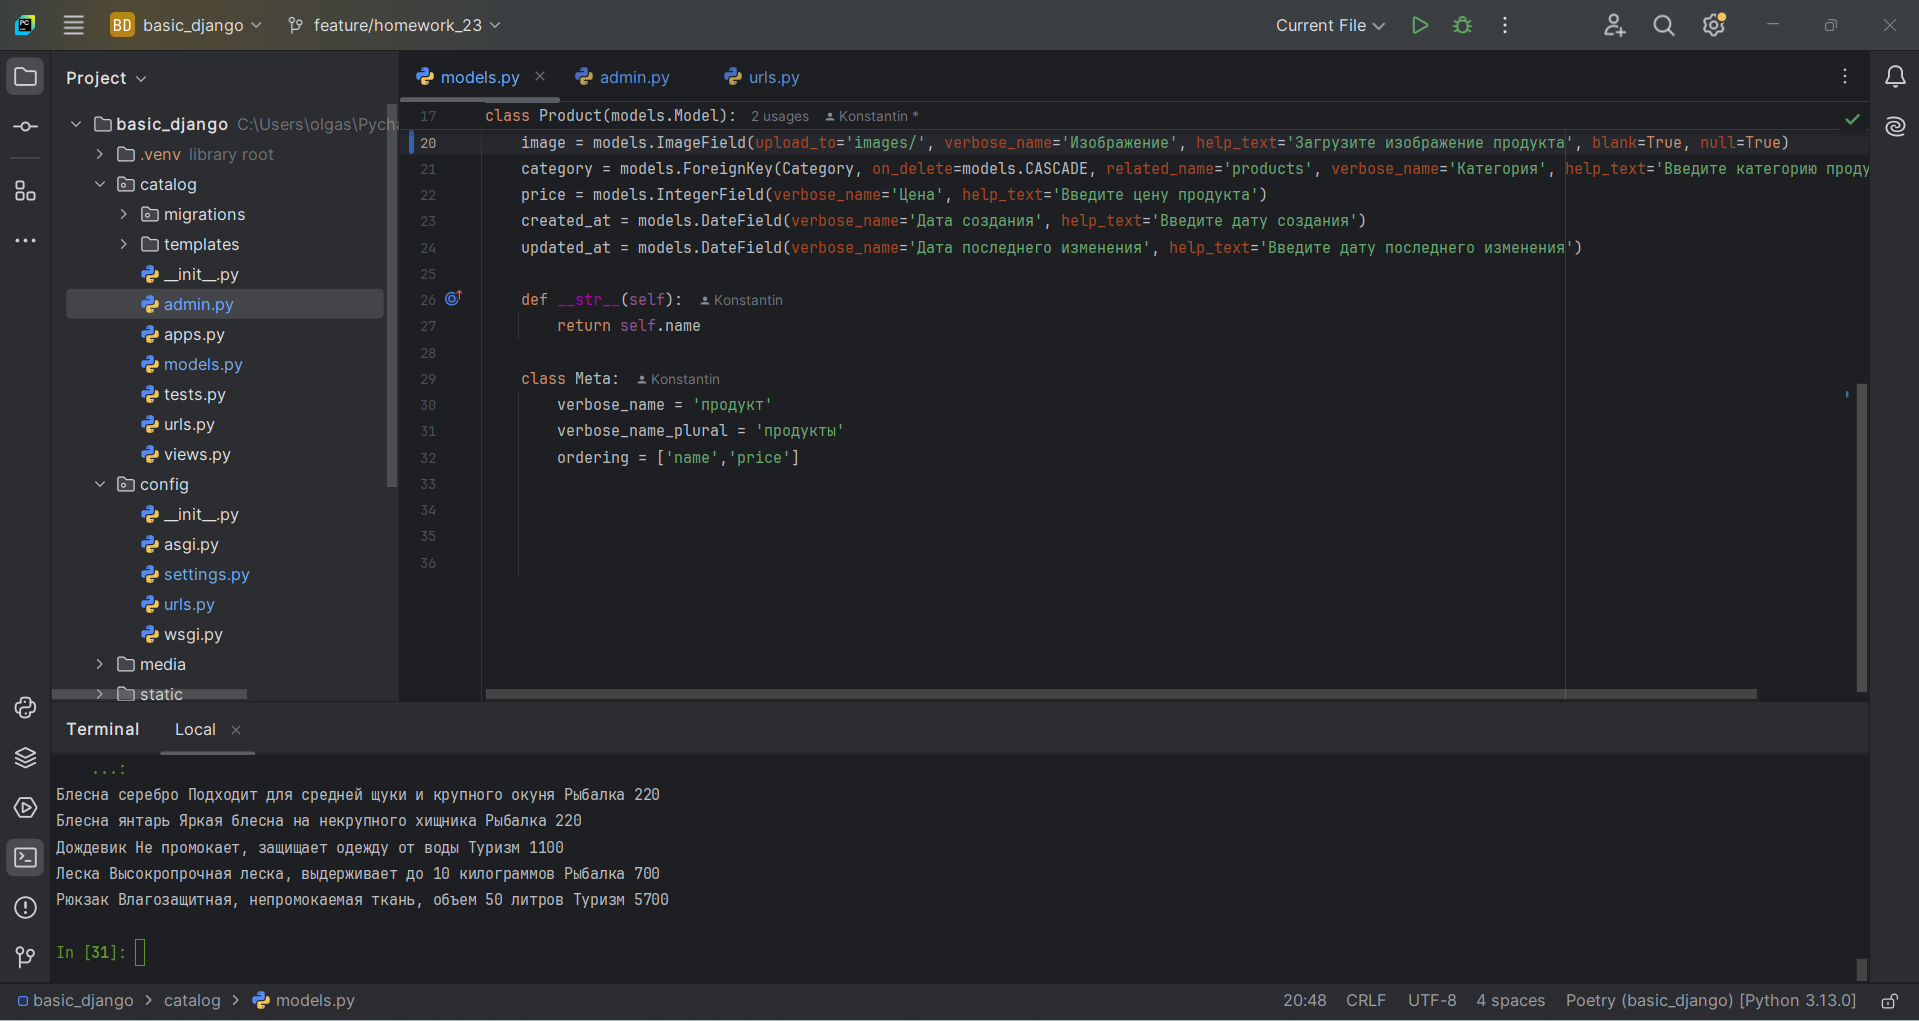 BD basic_django feature/homework_23 Current File
Project
models.py admin.py urls.py
basic_django C:\Users\olgas\Pych
.venv library root
catalog
migrations
templates
__init__.py
admin.py
apps.py
models.py
tests.py
urls.py
views.py
config
__init__.py
asgi.py
settings.py
urls.py
wsgi.py
media
static
17 class Product(models.Model): 2 usages Konstantin *
20 image = models.ImageField(upload_to='images/', verbose_name='Изображение', help_text='Загрузите изображение продукта', blank=True, null=True)
21 category = models.ForeignKey(Category, on_delete=models.CASCADE, related_name='products', verbose_name='Категория', help_text='Введите категорию проду
22 price = models.IntegerField(verbose_name='Цена', help_text='Введите цену продукта')
23 created_at = models.DateField(verbose_name='Дата создания', help_text='Введите дату создания')
24 updated_at = models.DateField(verbose_name='Дата последнего изменения', help_text='Введите дату последнего изменения')
25
26 def __str__(self): Konstantin
27 return self.name
28
29 class Meta: Konstantin
30 verbose_name = 'продукт'
31 verbose_name_plural = 'продукты'
32 ordering = ['name','price']
33
34
35
36
Terminal Local
...:
Блесна серебро Подходит для средней щуки и крупного окуня Рыбалка 220
Блесна янтарь Яркая блесна на некрупного хищника Рыбалка 220
Дождевик Не промокает, защищает одежду от воды Туризм 1100
Леска Высокропрочная леска, выдерживает до 10 килограммов Рыбалка 700
Рюкзак Влагозащитная, непромокаемая ткань, объем 50 литров Туризм 5700
In [31]:
basic_django > catalog > models.py 20:48 CRLF UTF-8 4 spaces Poetry (basic_django) [Python 3.13.0]